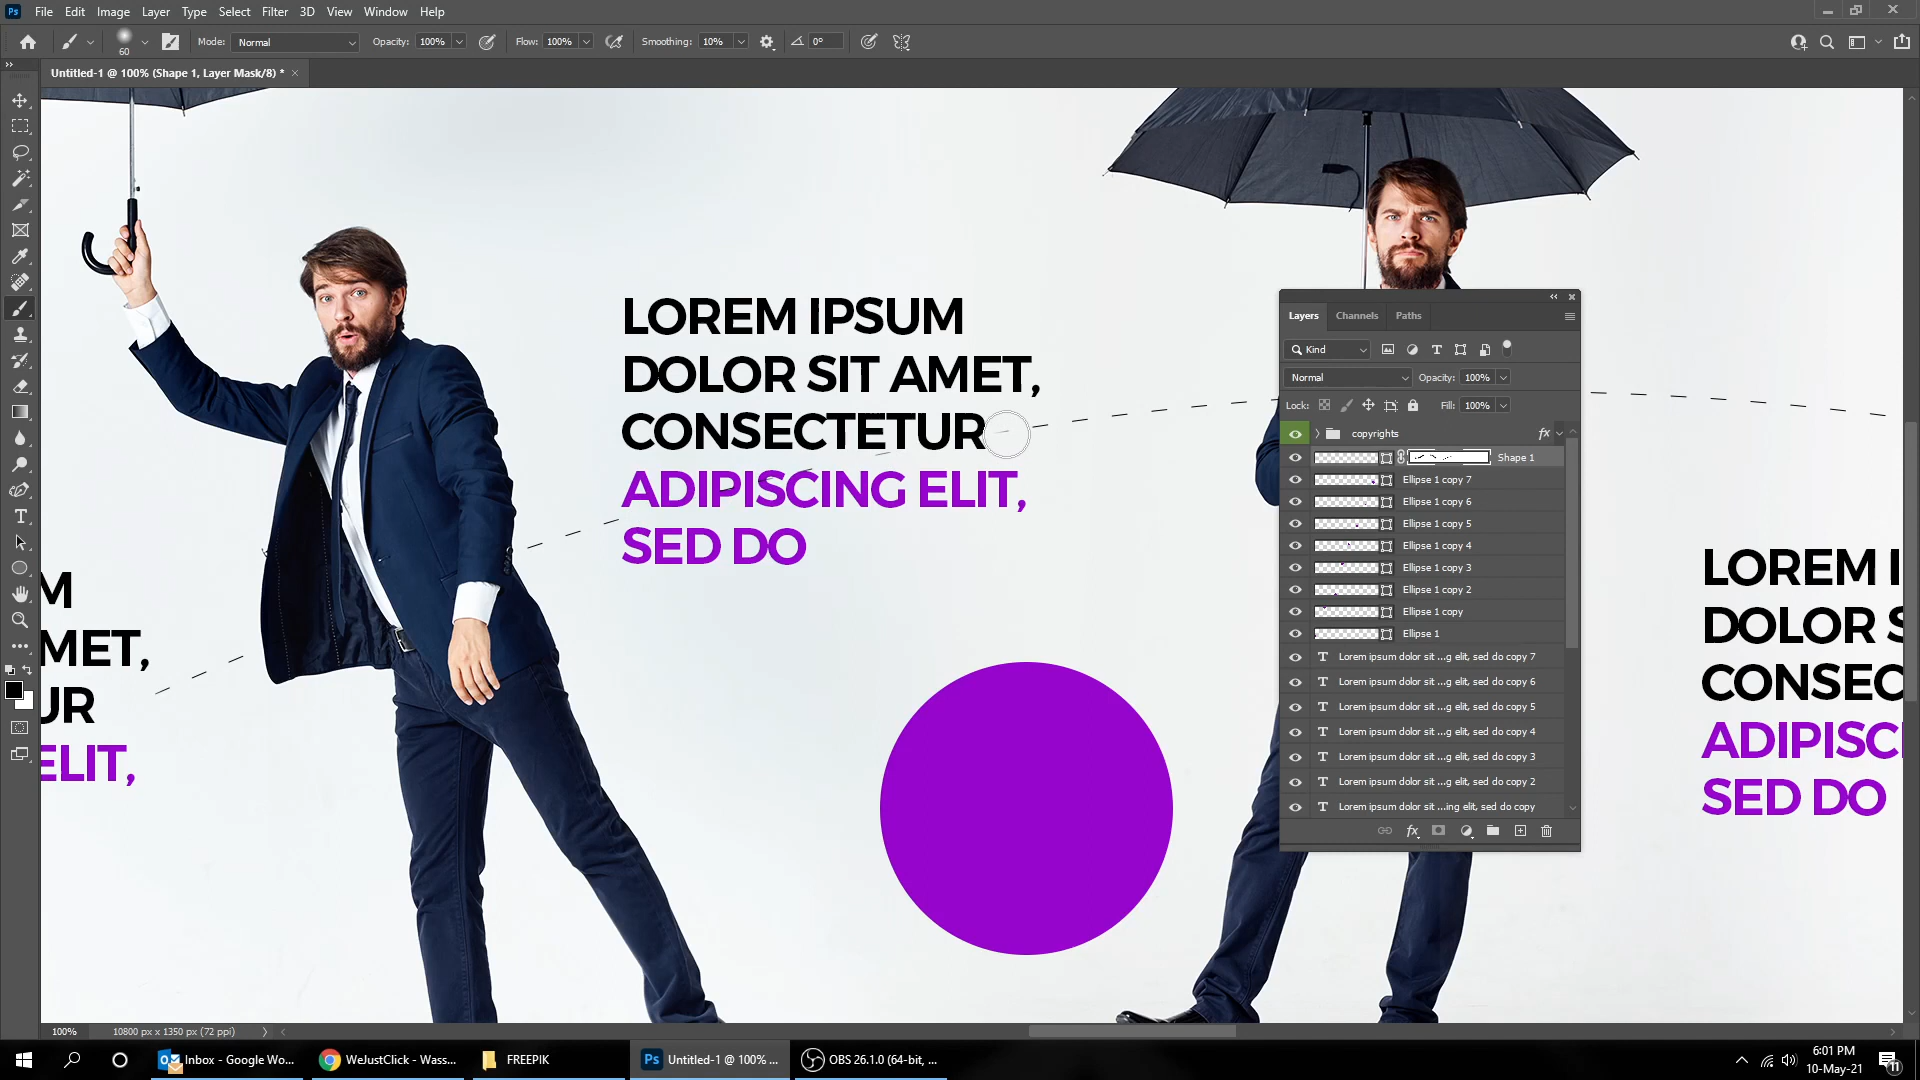 Ps File Edit Image Layer Type Select Filter 3D View Window Help
60 Mode: Normal Opacity: 100% Flow: 100% Smoothing: 10% 0°
Untitled-1 @ 100% (Shape 1, Layer Mask/8) * ×
LOREM IPSUM
DOLOR SIT AMET,
CONSECTETUR
ADIPISCING ELIT,
SED DO
M
MET,
UR
ELIT,
Layers Channels Paths
Kind
Normal Opacity: 100%
Lock: Fill: 100%
copyrights fx
Shape 1
Ellipse 1 copy 7
Ellipse 1 copy 6
Ellipse 1 copy 5
Ellipse 1 copy 4
Ellipse 1 copy 3
Ellipse 1 copy 2
Ellipse 1 copy
Ellipse 1
T Lorem ipsum dolor sit ...g elit, sed do copy 7
T Lorem ipsum dolor sit ...g elit, sed do copy 6
T Lorem ipsum dolor sit ...g elit, sed do copy 5
T Lorem ipsum dolor sit ...g elit, sed do copy 4
T Lorem ipsum dolor sit ...g elit, sed do copy 3
T Lorem ipsum dolor sit ...g elit, sed do copy 2
T Lorem ipsum dolor sit ...ing elit, sed do copy
fx
LOREM I
DOLOR S
CONSEC
ADIPISCI
SED DO
100% 10800 px x 1350 px (72 ppi)
Inbox - Google Wo... WeJustClick - Wass... FREEPIK Ps Untitled-1 @ 100% ... OBS 26.1.0 (64-bit, ...
6:01 PM
10-May-21
11